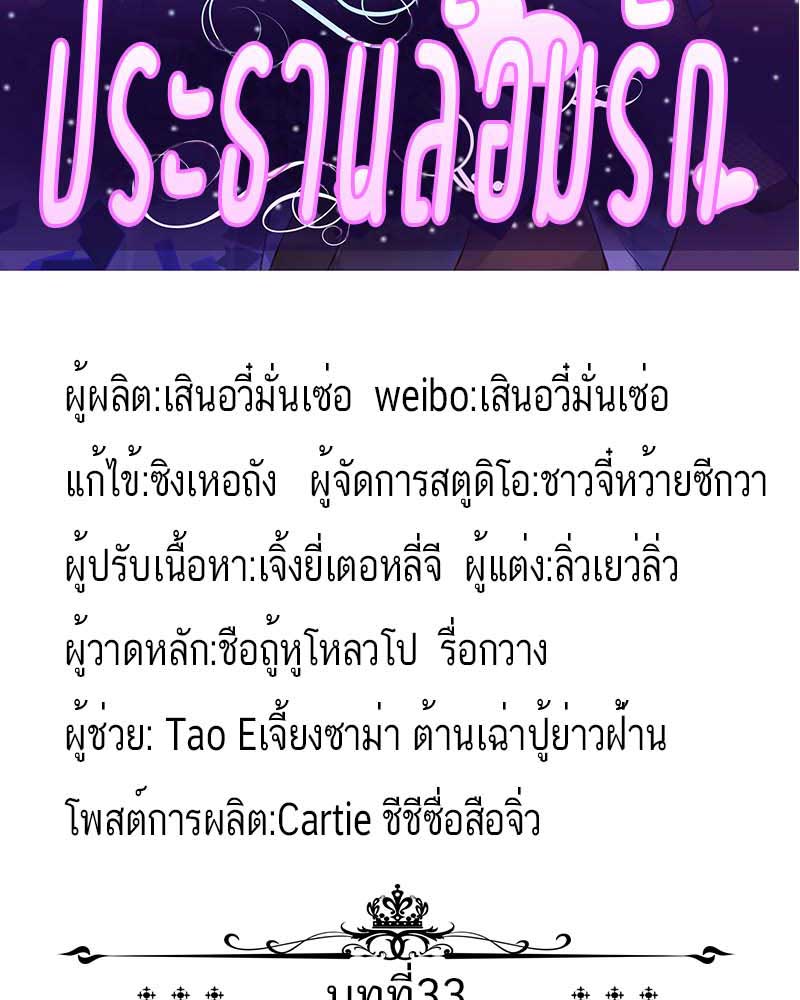 ประธานล้อมรัก
ผู้ผลิต:เสินอวี๋มั่นเซ่อ weibo:เสินอวี๋มั่นเซ่อ
แก้ไข้:ซิงเหอถัง ผู้จัดการสตูดิโอ:ชาวจี๋หว้ายซีกวา
ผู้ปรับเนื้อหา:เจิ้งยี่เตอหลี่จี ผู้แต่ง:ลิ่วเยว่ลิ่ว
ผู้วาดหลัก:ชือถู้หูโหลวโป รื่อกวาง
ผู้ช่วย: Tao Eเจี้ยงซาม่า ต้านเฉ่าปู้ย่าวฝ้าน
โพสต์การผลิต:Cartie ชีชีซื่อสือจิ่ว
บทที่33